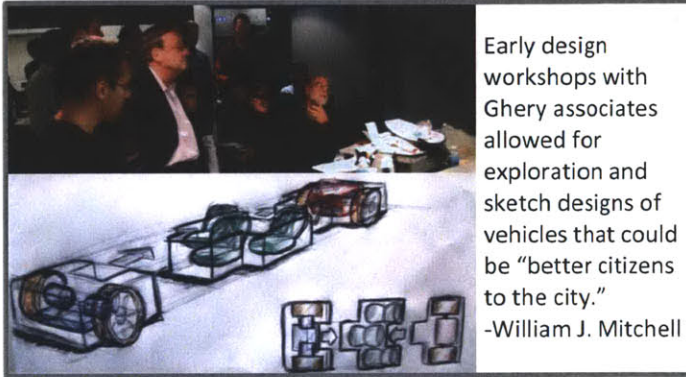 Early design
workshops with
Ghery associates
allowed for
exploration and
sketch designs of
vehicles that could
be “better citizens
to the city.”
-William J. Mitchell